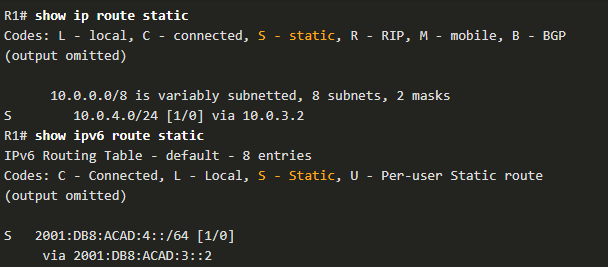 R1# show ip route static
Codes: L - local, C - connected, S - static, R - RIP, M - mobile, B - BGP
(output omitted)
10.0.0.0/8 is variably subnetted, 8 subnets, 2 masks
S 10.0.4.0/24 [1/0] via 10.0.3.2
R1# show ipv6 route static
IPv6 Routing Table - default - 8 entries
Codes: C - Connected, L - Local, S - Static, U - Per-user Static route
(output omitted)
S 2001:DB8:ACAD:4::/64 [1/0]
via 2001:DB8:ACAD:3::2